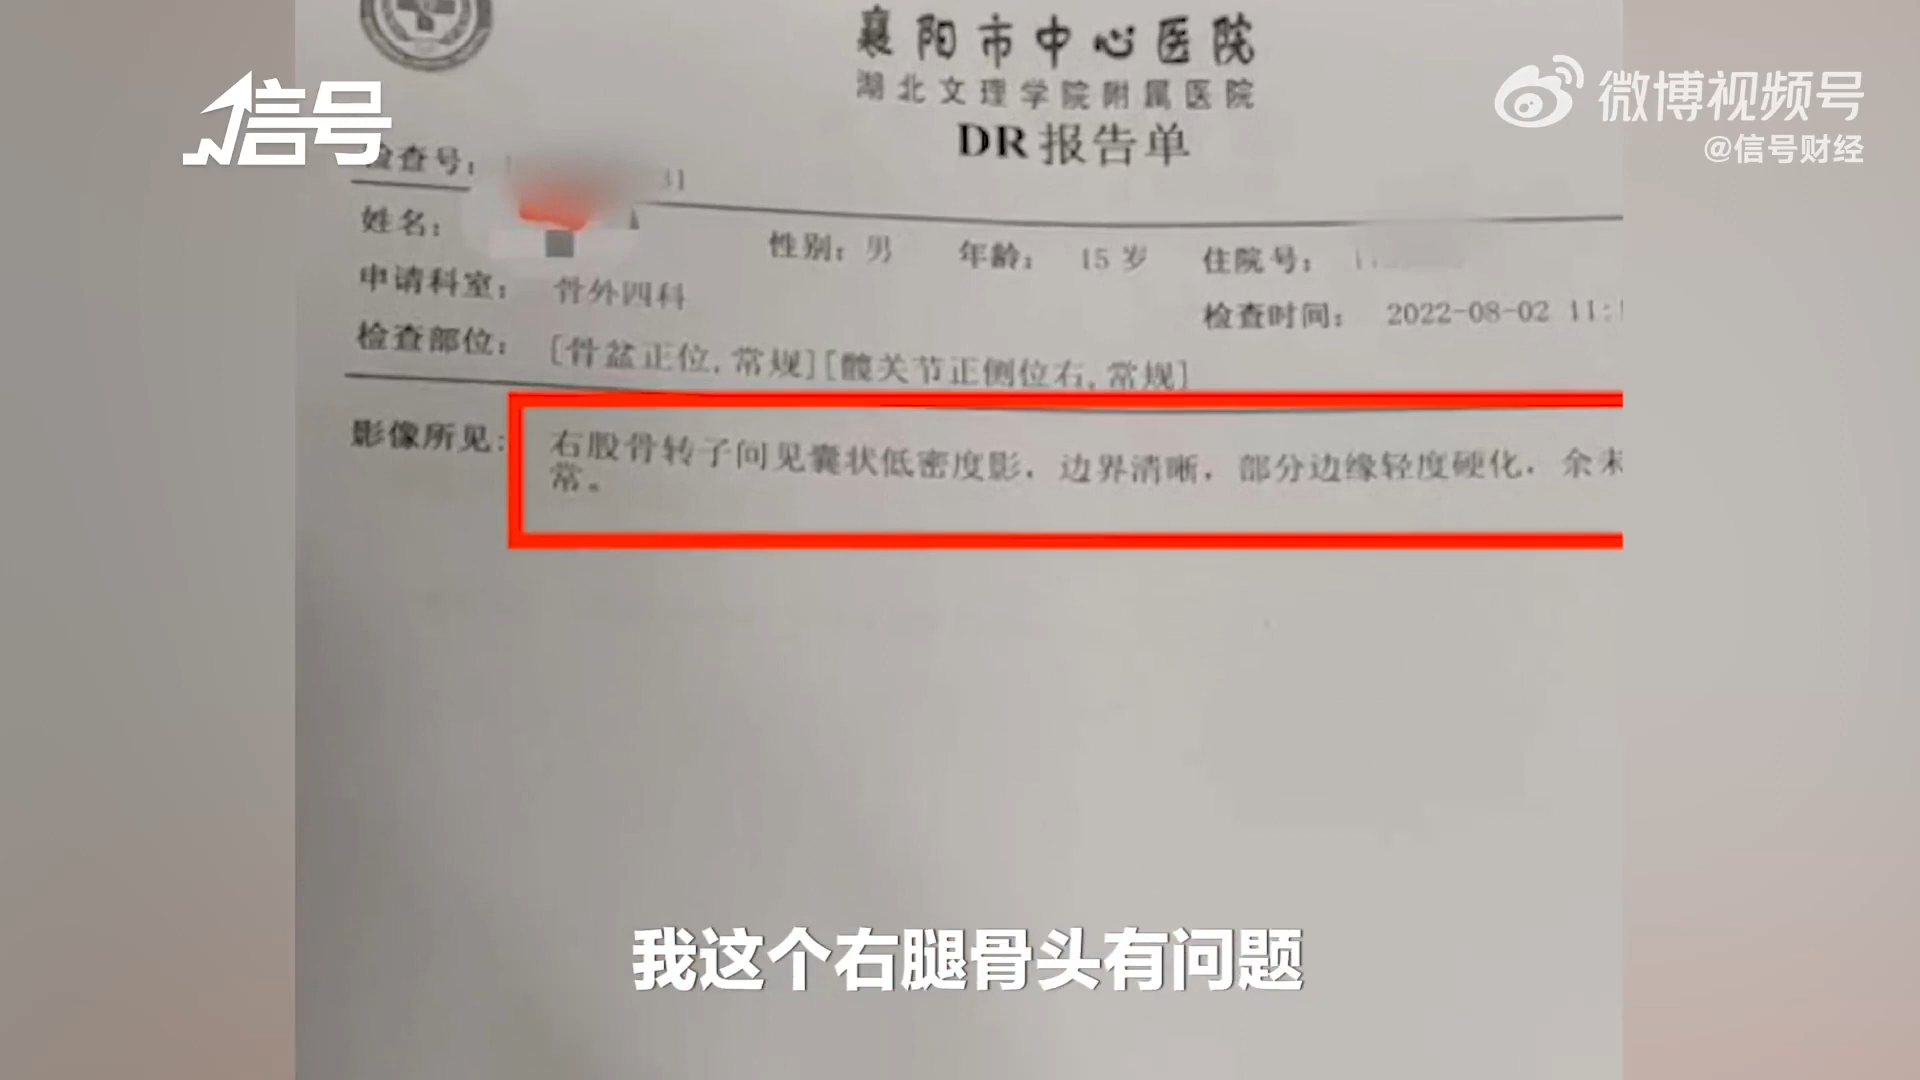 襄阳市中心医院
湖北文理学院附属医院
DR报告单
信号
微博视频号
@信号财经
检查号：31
姓名：
性别：男 年龄：15岁 住院号：
申请科室：骨外四科
检查时间：2022-08-02 11:
检查部位：[骨盆正位,常规][髋关节正侧位右,常规]
影像所见：右股骨转子间见囊状低密度影，边界清晰，部分边缘轻度硬化，余未
常。
我这个右腿骨头有问题